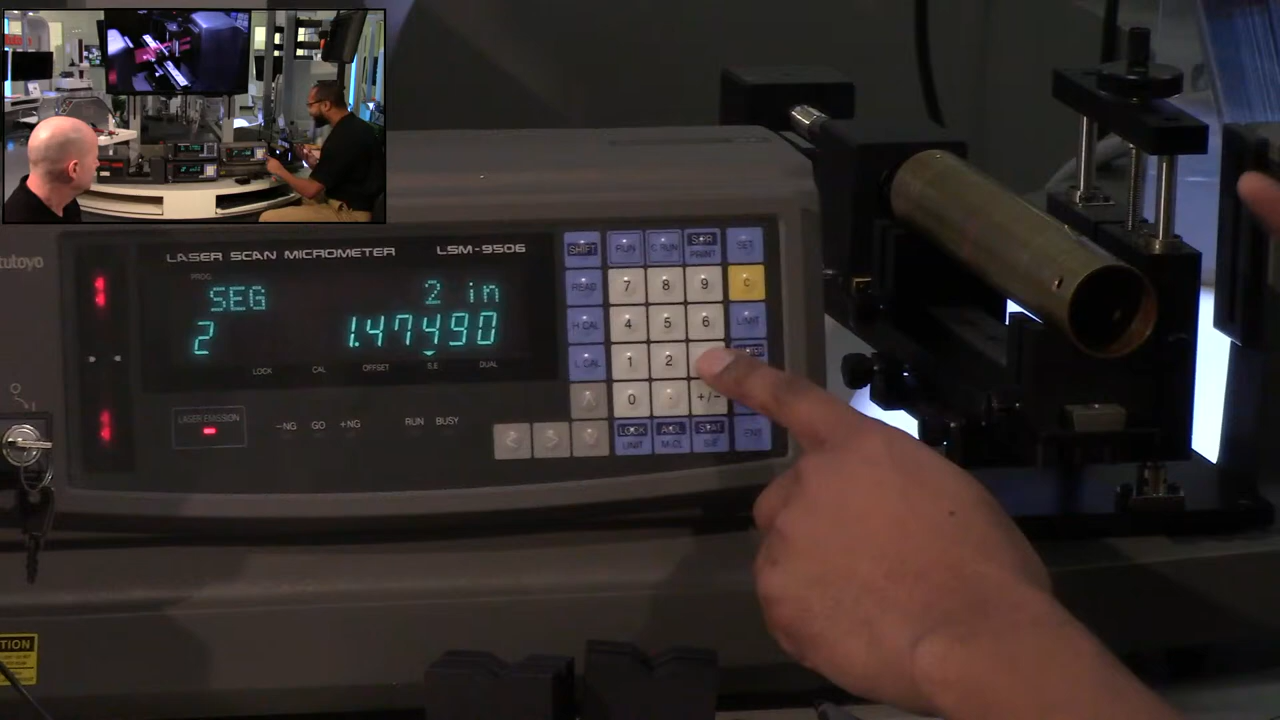 tutoyo
LASER SCAN MICROMETER LSM-9506
PROG
SEG 2 in
2 1.47490
LOCK CAL OFFSET S.E DUAL
LASER EMISSION
-NG GO +NG RUN BUSY
SHIFT RUN C.RUN PRINT SET
READ 7 8 9 C
H CAL 4 5 6 LIMIT
L CAL 1 2
0 . +/-
LOCK STAT ENT
UNIT M.CL S.E
TION